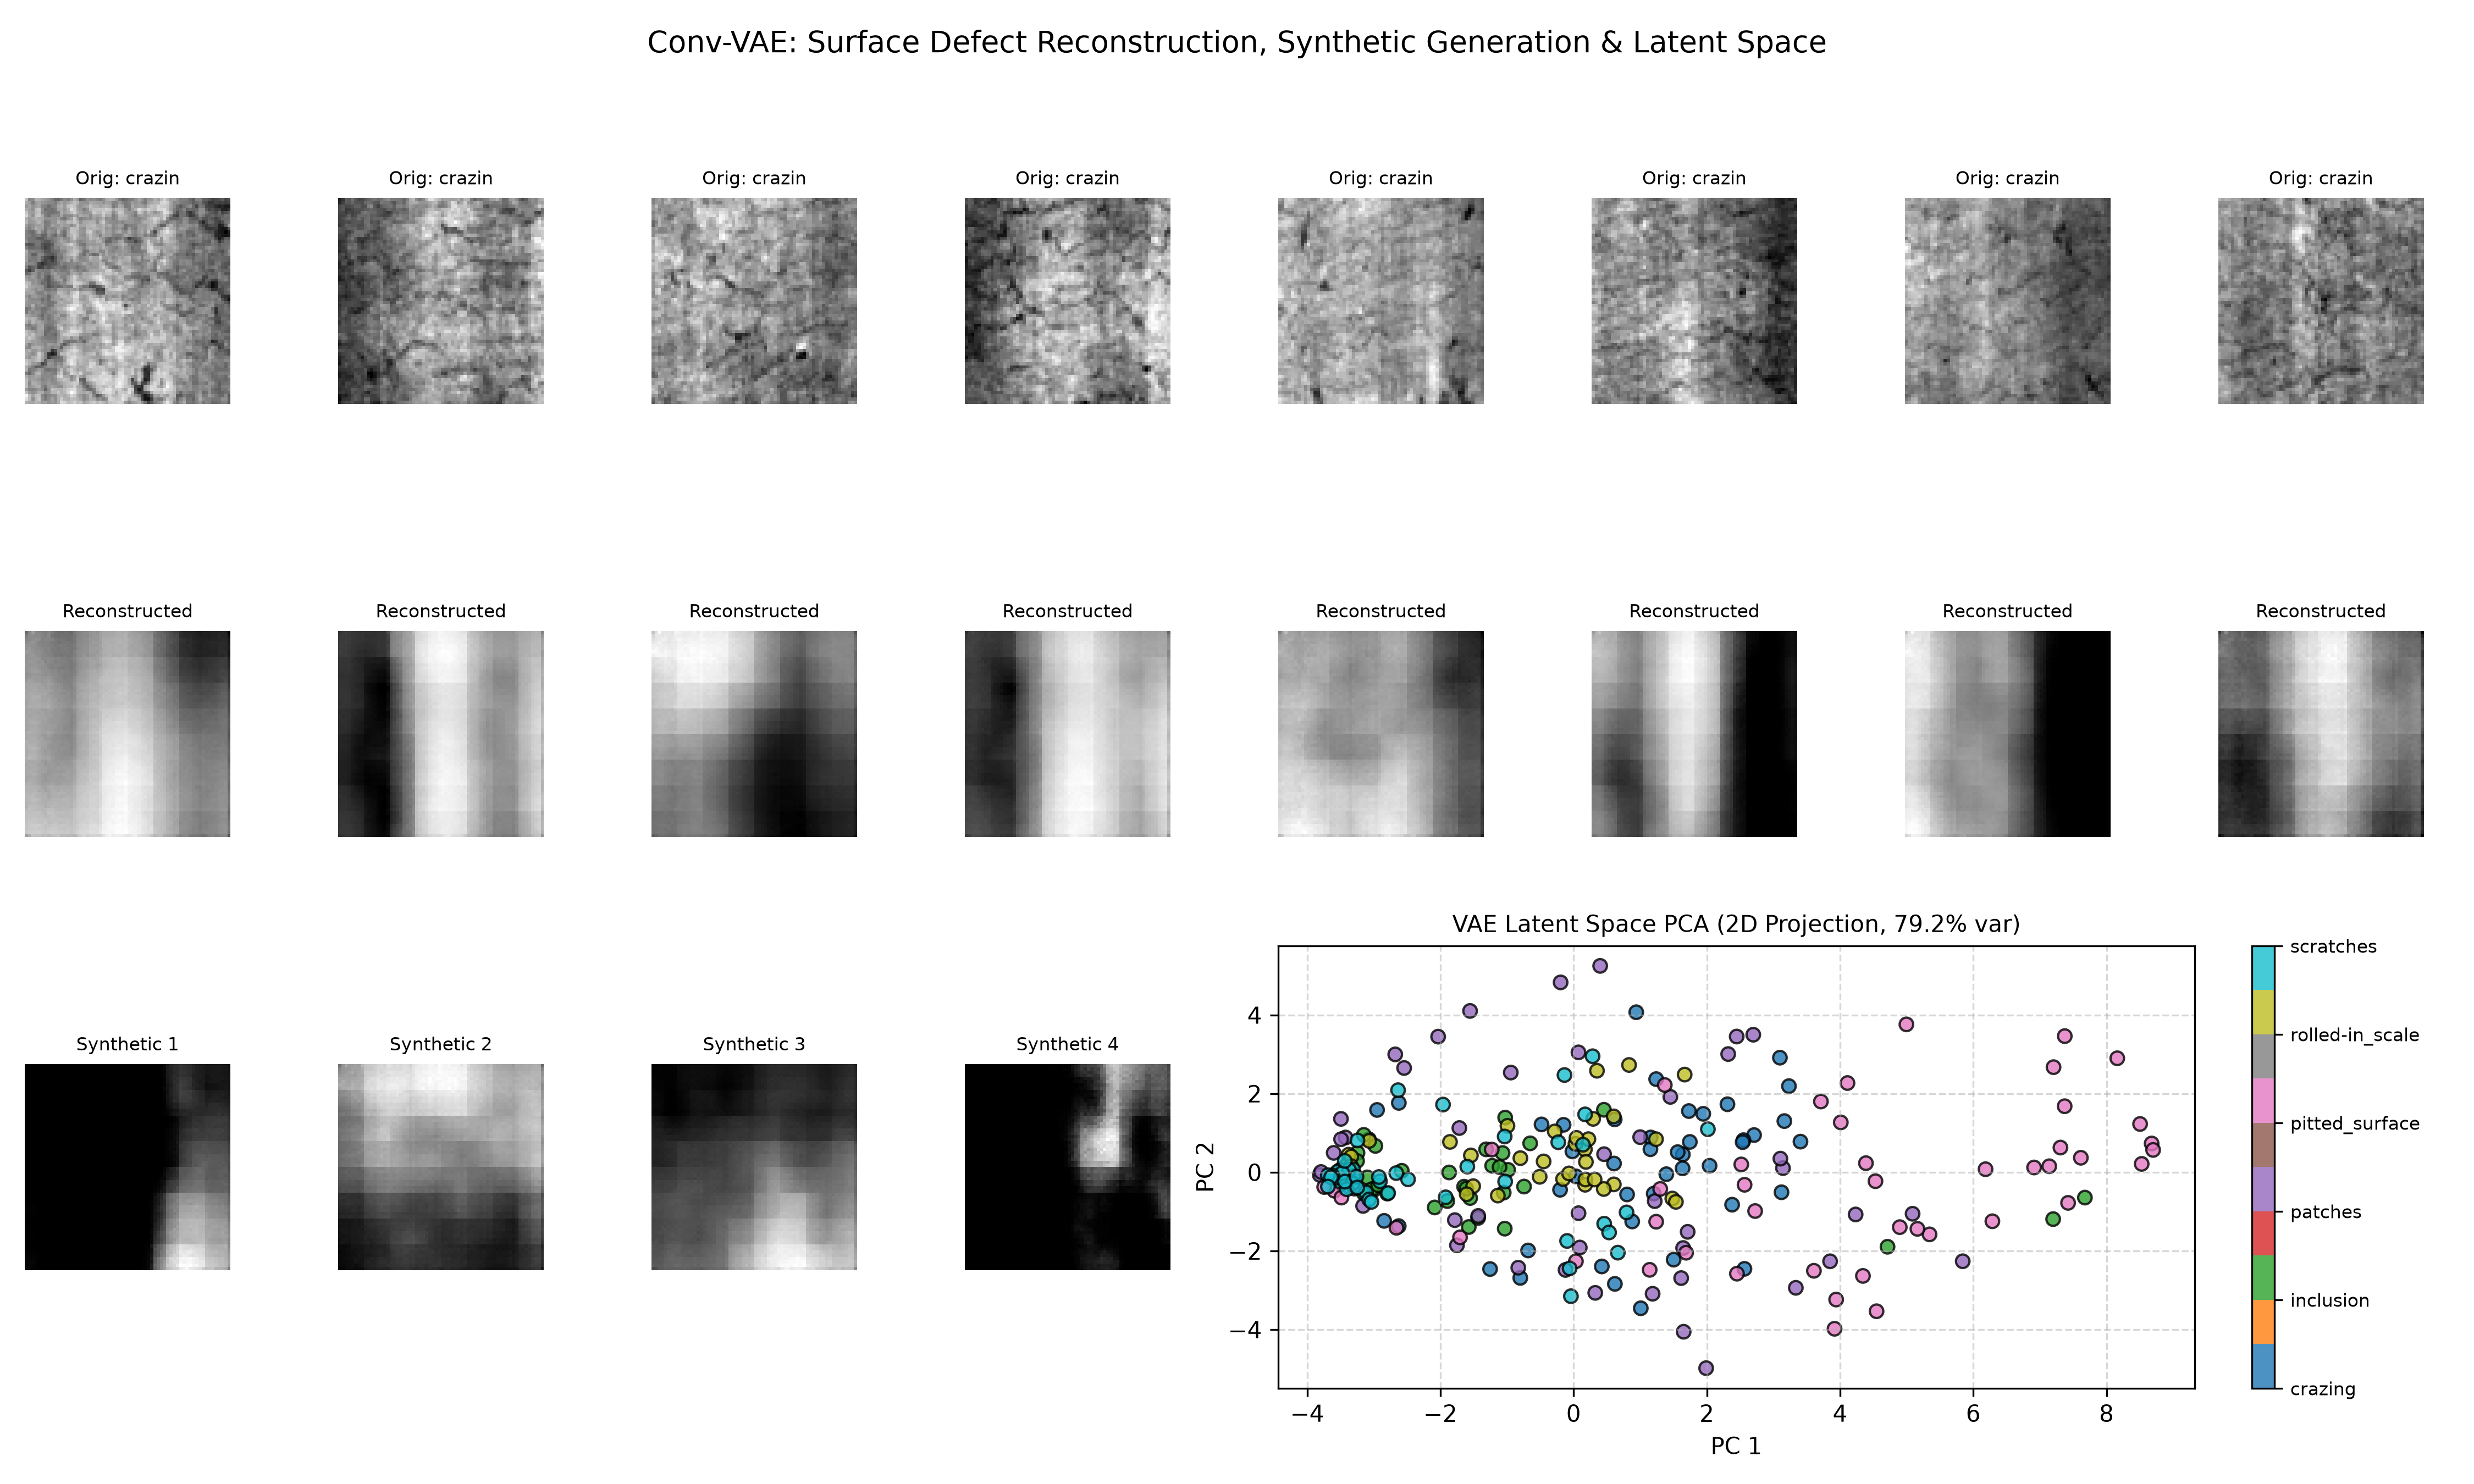 Conv-VAE: Surface Defect Reconstruction, Synthetic Generation & Latent Space
Orig: crazin
Orig: crazin
Orig: crazin
Orig: crazin
Orig: crazin
Orig: crazin
Orig: crazin
Orig: crazin
Reconstructed
Reconstructed
Reconstructed
Reconstructed
Reconstructed
Reconstructed
Reconstructed
Reconstructed
Synthetic 1
Synthetic 2
Synthetic 3
Synthetic 4
VAE Latent Space PCA (2D Projection, 79.2% var)
PC 2
4
2
0
−2
−4
−4
−2
0
2
4
6
8
PC 1
scratches
rolled-in_scale
pitted_surface
patches
inclusion
crazing